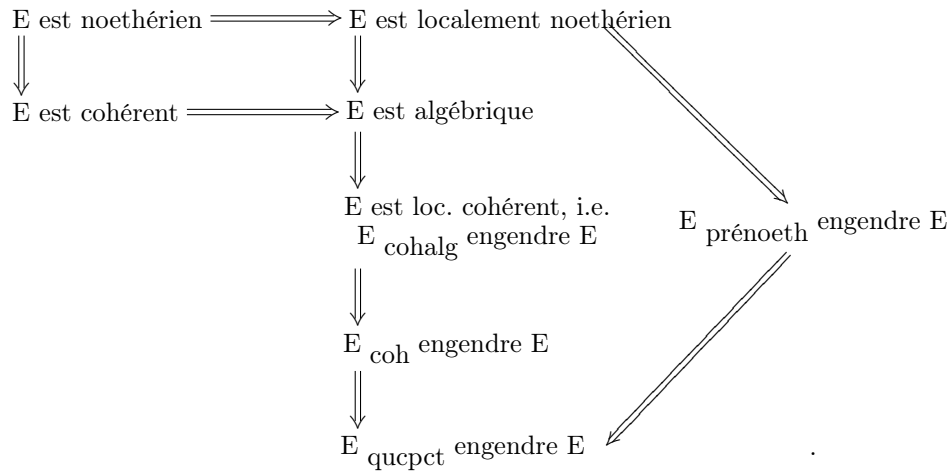 E est noethérien E est localement noethérien
E est cohérent E est algébrique
E est loc. cohérent, i.e.
E cohalg engendre E
E prénoeth engendre E
E coh engendre E
E qucpct engendre E
.